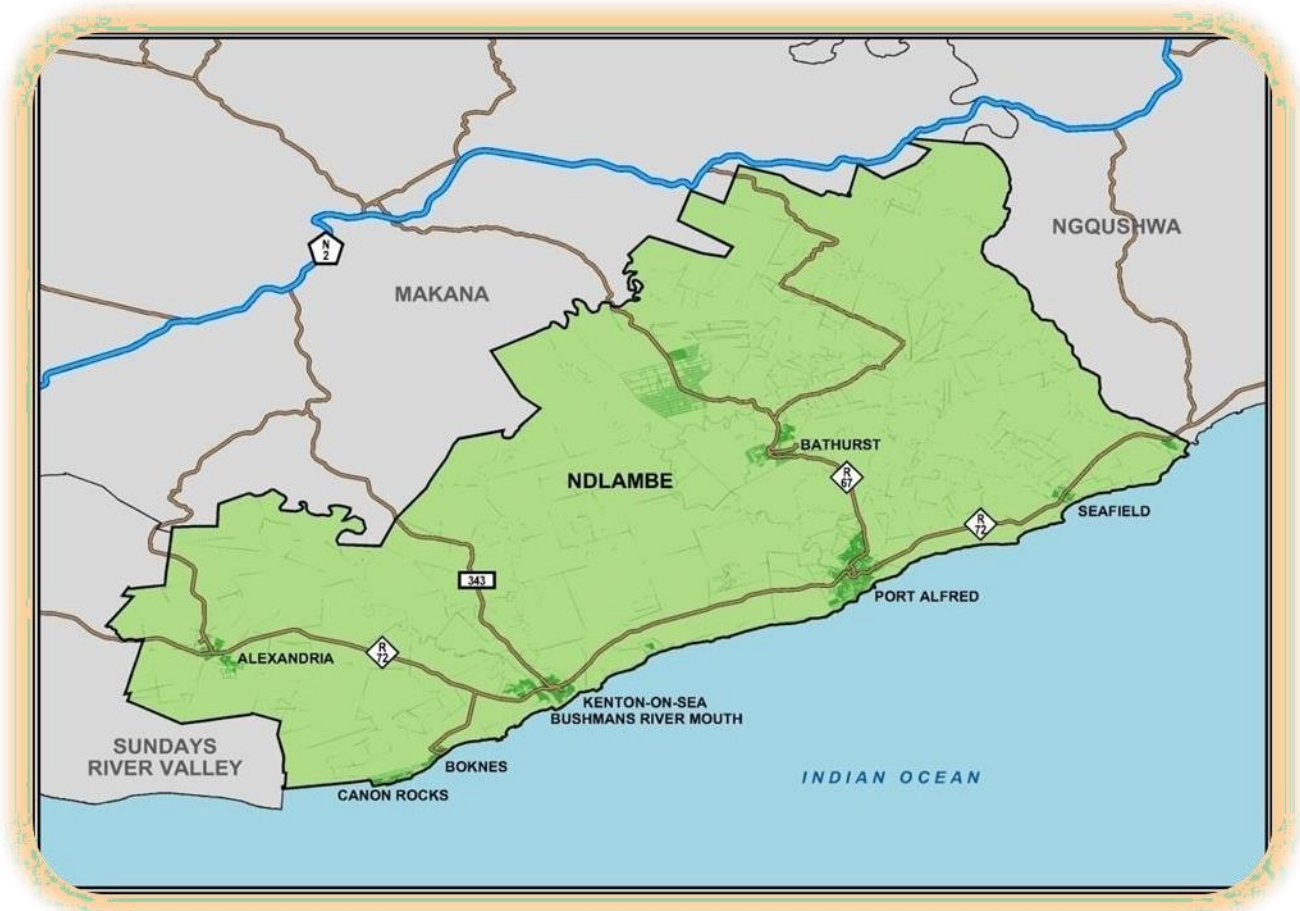 NGQUSHWA
N
2
MAKANA
BATHURST
NDLAMBE
R
67
SEAFIELD
R
72
343
PORT ALFRED
R
72
ALEXANDRIA
KENTON-ON-SEA
BUSHMANS RIVER MOUTH
SUNDAYS
RIVER VALLEY
BOKNES
INDIAN OCEAN
CANON ROCKS